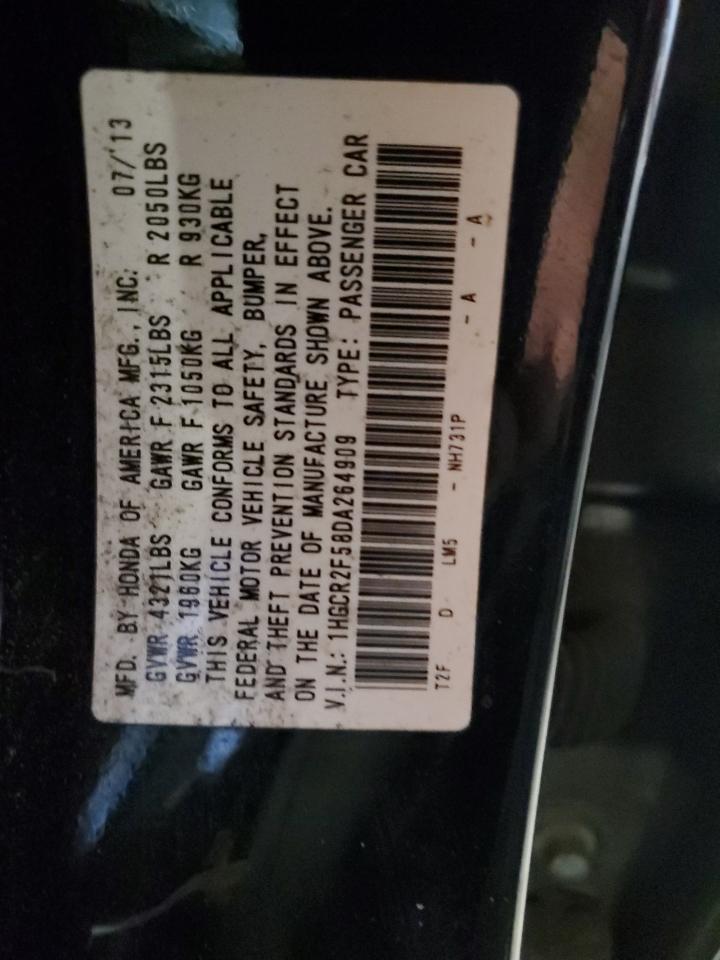 MFD. BY HONDA OF AMERICA MFG., INC. 07/13
GVWR 4321LBS GAWR F 2315LBS R 2050LBS
GVWR 1960KG GAWR F 1050KG R 930KG
THIS VEHICLE CONFORMS TO ALL APPLICABLE
FEDERAL MOTOR VEHICLE SAFETY, BUMPER,
AND THEFT PREVENTION STANDARDS IN EFFECT
ON THE DATE OF MANUFACTURE SHOWN ABOVE.
V.I.N.: 1HGCR2F58DA264909 TYPE: PASSENGER CAR
T2F D LM5 - NH731P - A - A